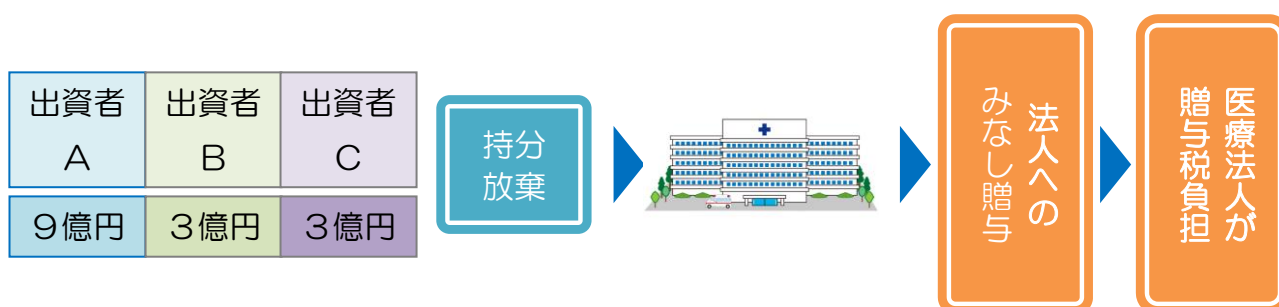 出資者
A
出資者
B
出資者
C
9億円
3億円
3億円
持分
放棄
法人への
みなし贈与
医療法人が
贈与税負担